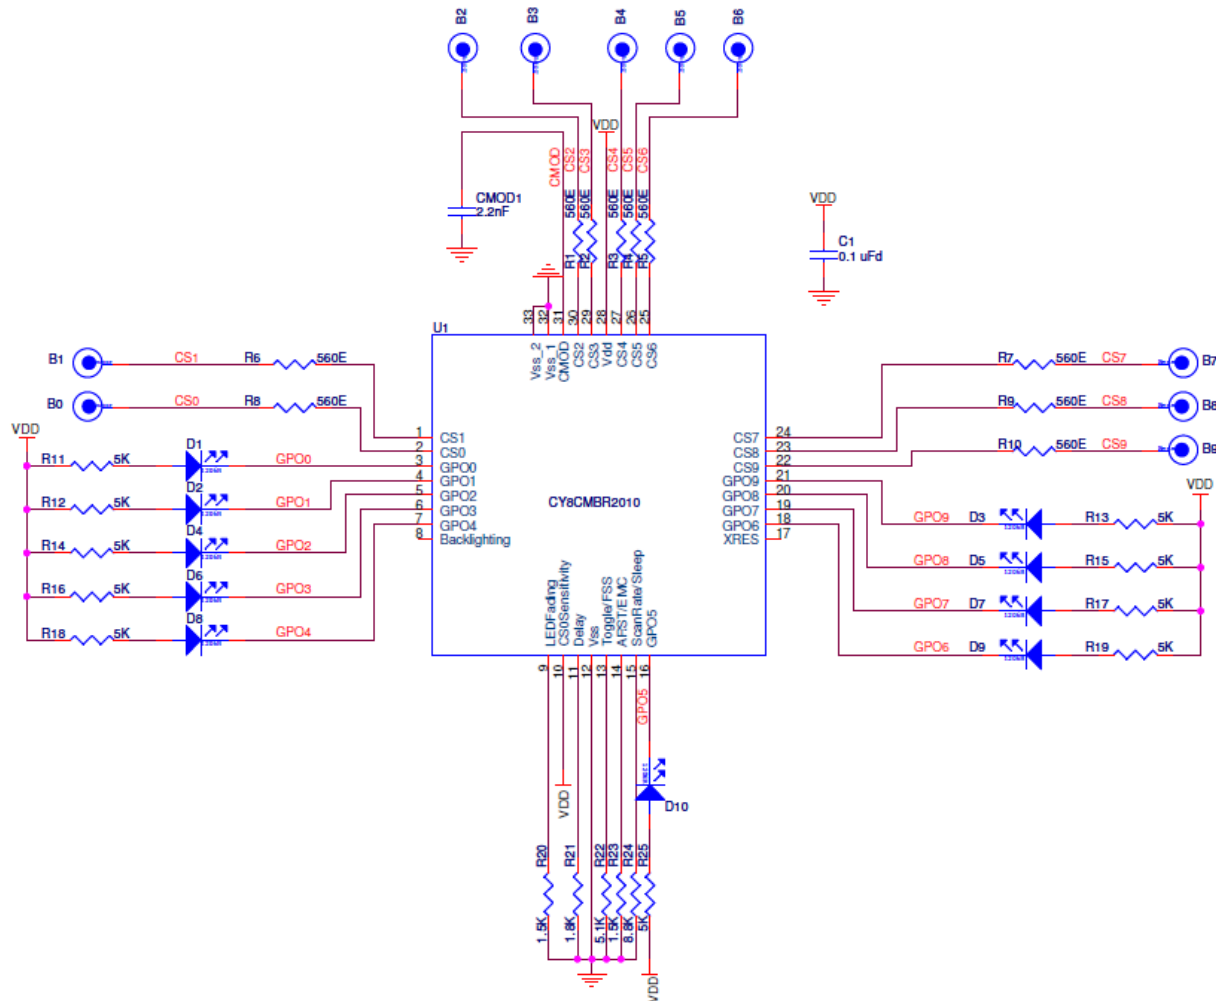 B2 B3 B4 B5 B6
VDD
CMOD CS2 CS3 CS4 CS5 CS6
CMOD1
2.2nF
560E 560E 560E 560E 560E
R1 R2 R3 R4 R5
VDD
C1
0.1 uFd
33 32 31 30 29 28 27 26 25
U1
Vss_2 Vss_1 CMOD CS2 CS3 Vdd CS4 CS5 CS6
B1 CS1 R6 560E
B0 CS0 R8 560E
R7 560E CS7 B7
R9 560E CS8 B8
R10 560E CS9 B9
VDD
R11 5K D1 GPO0
R12 5K D2 GPO1
R14 5K D4 GPO2
R16 5K D6 GPO3
R18 5K D8 GPO4
1 CS1
2 CS0
3 GPO0
4 GPO1
5 GPO2
6 GPO3
7 GPO4
8 Backlighting
CY8CMBR2010
CS7 24
CS8 23
CS9 22
GPO9 21
GPO8 20
GPO7 19
GPO6 18
XRES 17
VDD
GPO9 D3 R13 5K
GPO8 D5 R15 5K
GPO7 D7 R17 5K
GPO6 D9 R19 5K
LEDFading CS0Sensitivity Delay Vss Toggle/FSS ARST/EMC ScanRate/Sleep GPO5
9 10 11 12 13 14 15 16
GPO5
VDD
D10
R20 R21 R22 R23 R24 R25
1.5K 1.8K 5.1K 1.5K 8.8K 5K
VDD